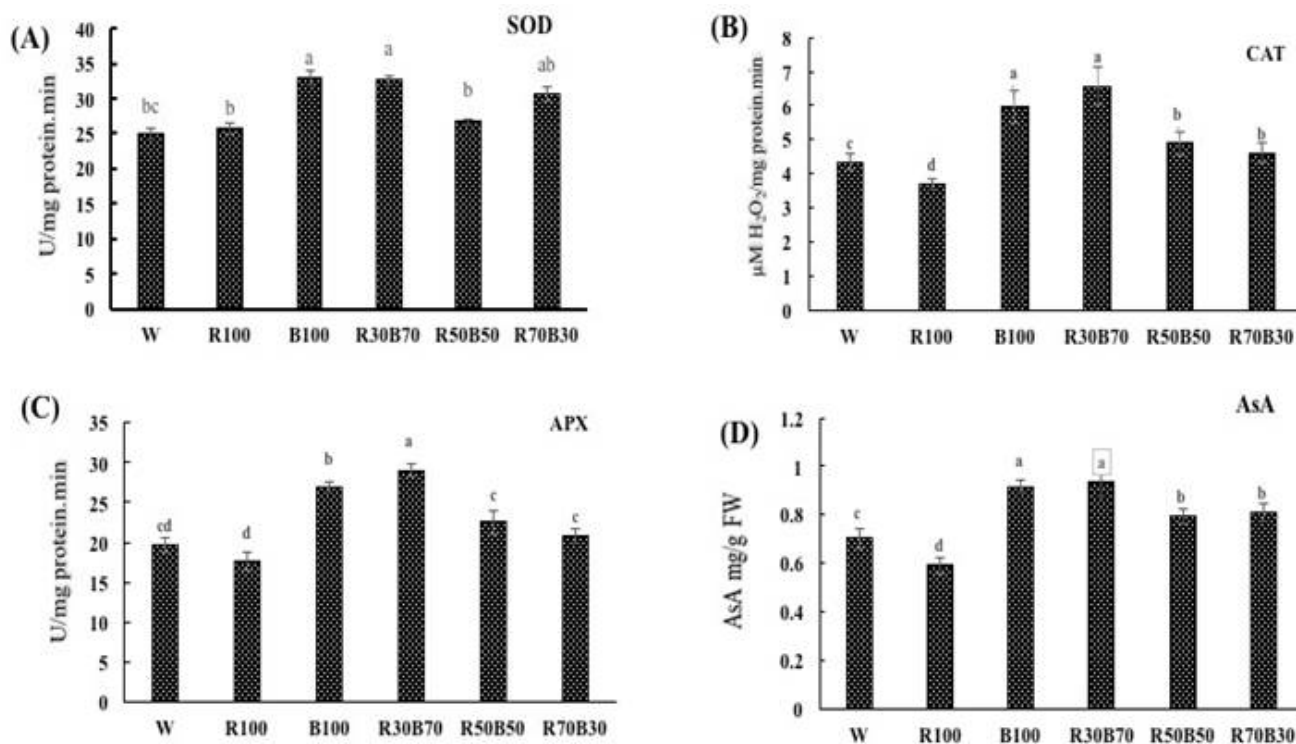 (A)
SOD
U/mg protein.min
40
35
30
25
20
15
10
5
0
bc
b
a
a
b
ab
W R100 B100 R30B70 R50B50 R70B30
(B)
CAT
µM H₂O₂/mg protein.min
8
7
6
5
4
3
2
1
0
c
d
a
a
b
b
W R100 B100 R30B70 R50B50 R70B30
(C)
APX
U/mg protein.min
35
30
25
20
15
10
5
0
cd
d
b
a
c
c
W R100 B100 R30B70 R50B50 R70B30
(D)
AsA
AsA mg/g FW
1.2
1
0.8
0.6
0.4
0.2
0
c
d
a
a
b
b
W R100 B100 R30B70 R50B50 R70B30